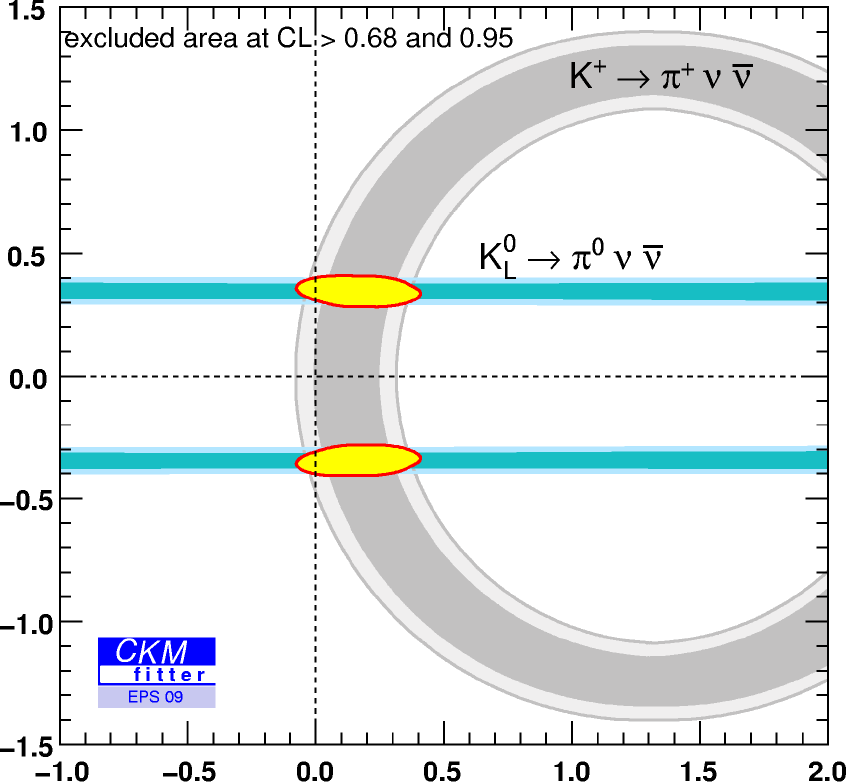 1.5
excluded area at CL > 0.68 and 0.95
K⁺ → π⁺ ν ν̅
1.0
K⁰_L → π⁰ ν ν̅
0.5
0.0
−0.5
−1.0
CKM
fitter
EPS 09
−1.5
−1.0 −0.5 0.0 0.5 1.0 1.5 2.0